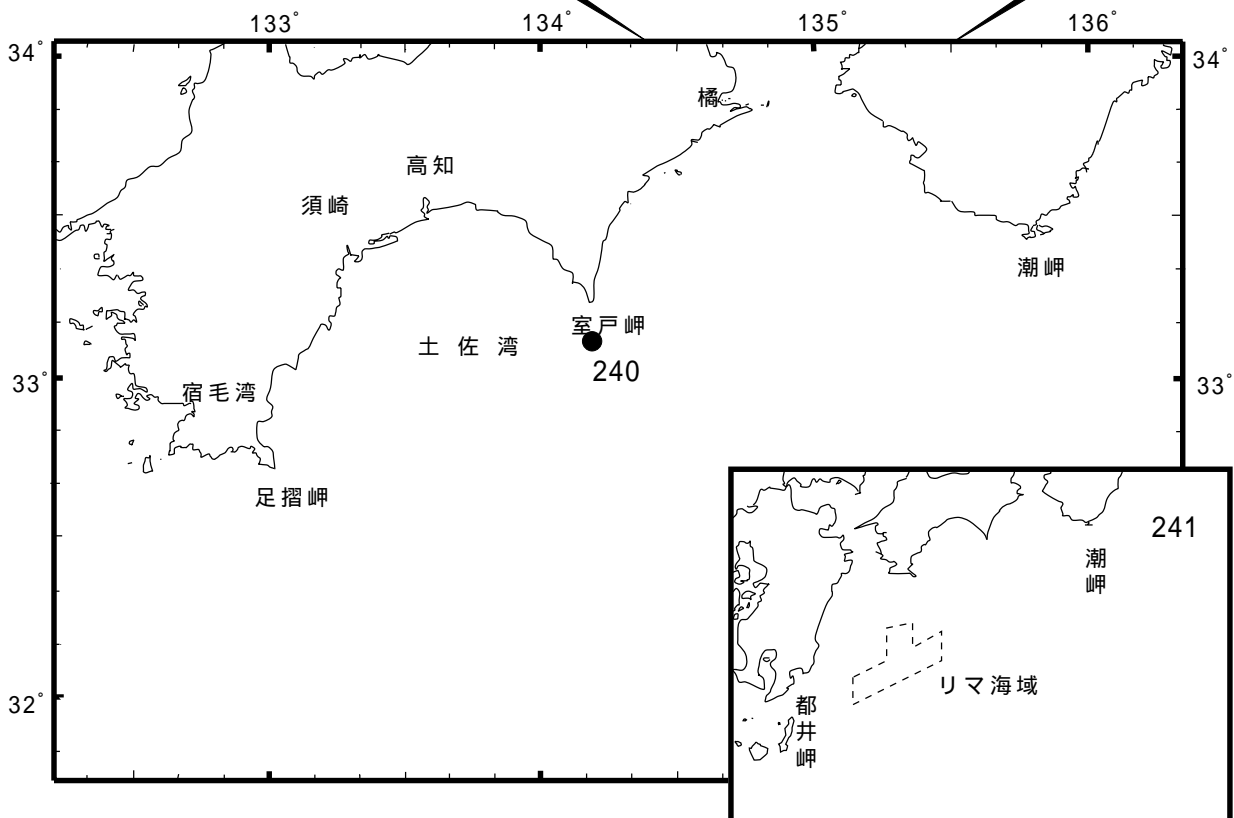 133°
134°
135°
136°
34°
34°
橘
高知
須崎
潮岬
室戸岬
土佐湾
240
33°
33°
宿毛湾
足摺岬
241
潮岬
リマ海域
都井岬
32°